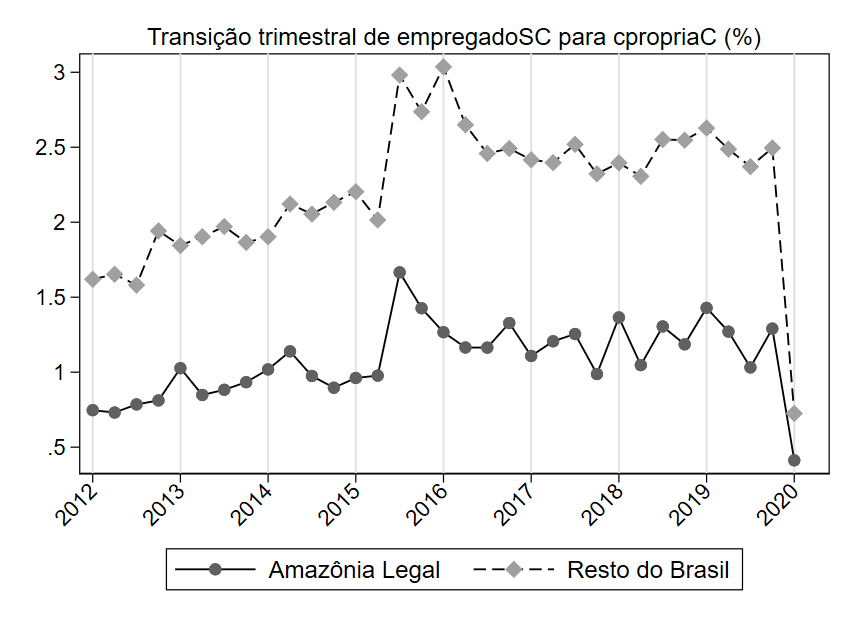 Transição trimestral de empregadoSC para cpropriaC (%)
3
2.5
2
1.5
1
.5
2012 2013 2014 2015 2016 2017 2018 2019 2020
Amazônia Legal Resto do Brasil